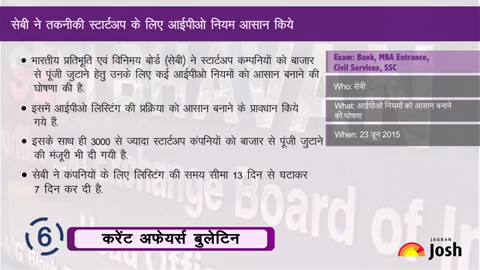 सेबी ने तकनीकी स्टार्टअप के लिए आईपीओ नियम आसान किये
भारतीय प्रतिभूति एवं विनिमय बोर्ड (सेबी) ने स्टार्टअप कम्पनियों को बाजार
से पूंजी जुटाने हेतु उनके लिए कई आईपीओ नियमों को आसान बनाने की
घोषणा की है.
इसमें आईपीओ लिस्टिंग की प्रक्रिया को आसान बनाने के प्रावधान किये
गये हैं.
इसके साथ ही 3000 से ज्यादा स्टार्टअप कंपनियों को बाजार से पूंजी जुटाने
की मंजूरी भी दी गयी है.
सेबी ने कंपनियों के लिए लिस्टिंग की समय सीमा 13 दिन से घटाकर
7 दिन कर दी है.
Exam: Bank, MBA Entrance,
Civil Services, SSC
Who: सेबी
What: आईपीओ नियमों को आसान बनाने
की घोषणा
When: 23 जून 2015
6
करेंट अफेयर्स बुलेटिन
JAGRAN
Josh